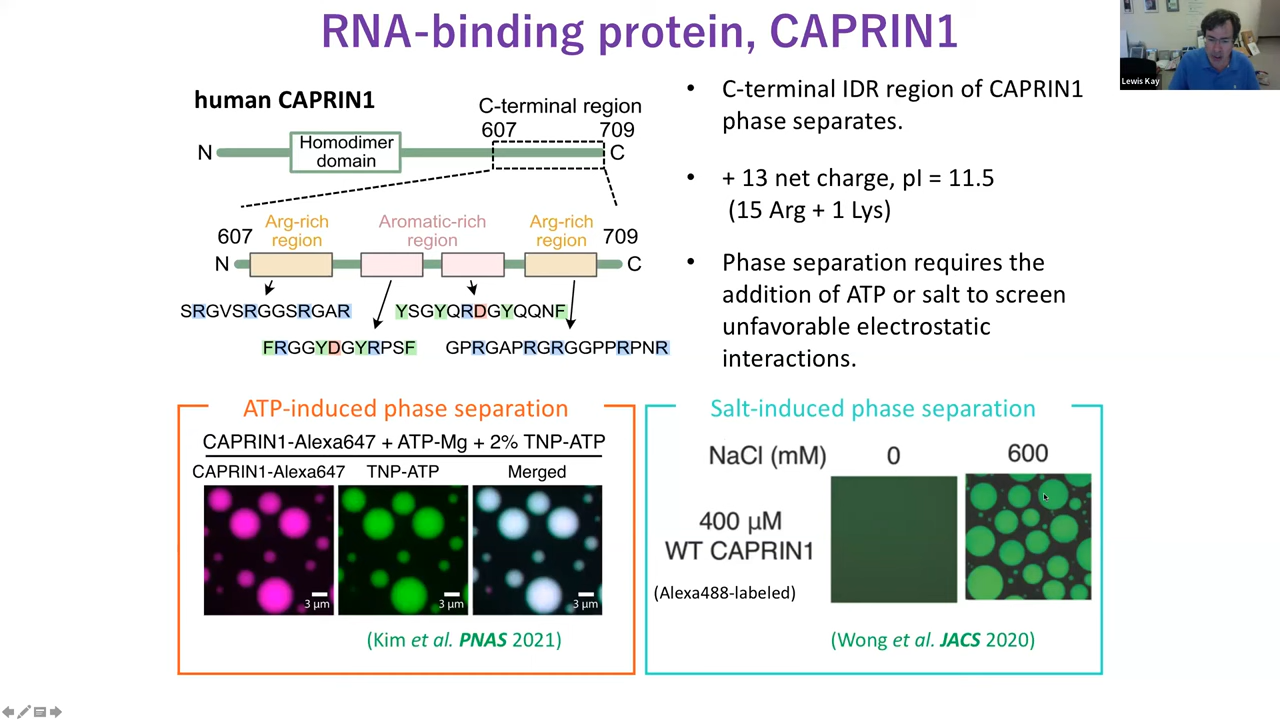 RNA-binding protein, CAPRIN1
Lewis Kay
human CAPRIN1
C-terminal region
607
709
N
Homodimer
domain
C
607
Arg-rich
region
Aromatic-rich
region
Arg-rich
region
709
N
C
SRGVSRGGSRGAR
YSGYQRDGYQQNF
FRGGYDGYRPSF
GPRGAPRGRGGPPRPNR
• C-terminal IDR region of CAPRIN1
phase separates.
• + 13 net charge, pI = 11.5
(15 Arg + 1 Lys)
• Phase separation requires the
addition of ATP or salt to screen
unfavorable electrostatic
interactions.
ATP-induced phase separation
CAPRIN1-Alexa647 + ATP-Mg + 2% TNP-ATP
CAPRIN1-Alexa647
TNP-ATP
Merged
3 μm
3 μm
3 μm
(Kim et al. PNAS 2021)
Salt-induced phase separation
NaCl (mM)
0
600
400 μM
WT CAPRIN1
(Alexa488-labeled)
(Wong et al. JACS 2020)